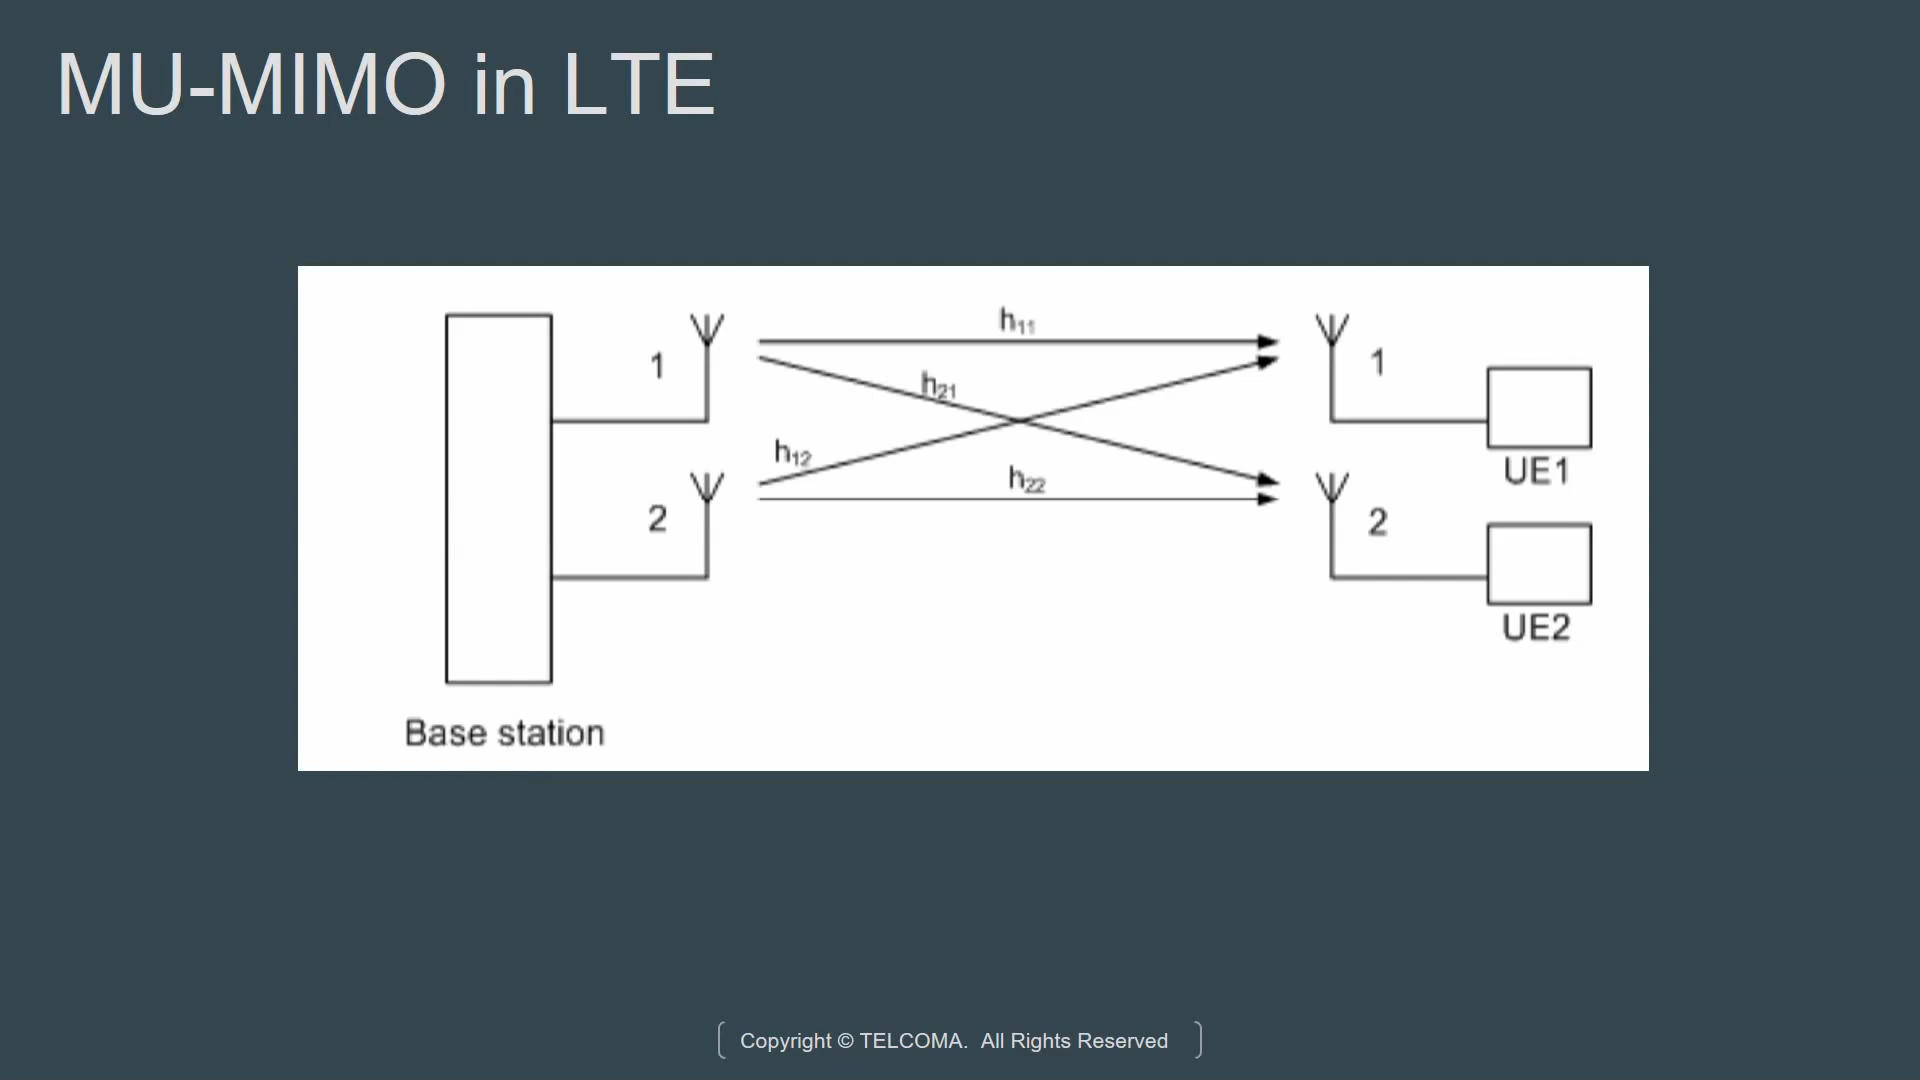 MU-MIMO in LTE
h11
1
1
h21
h12
UE1
h22
2
2
UE2
Base station
Copyright © TELCOMA. All Rights Reserved